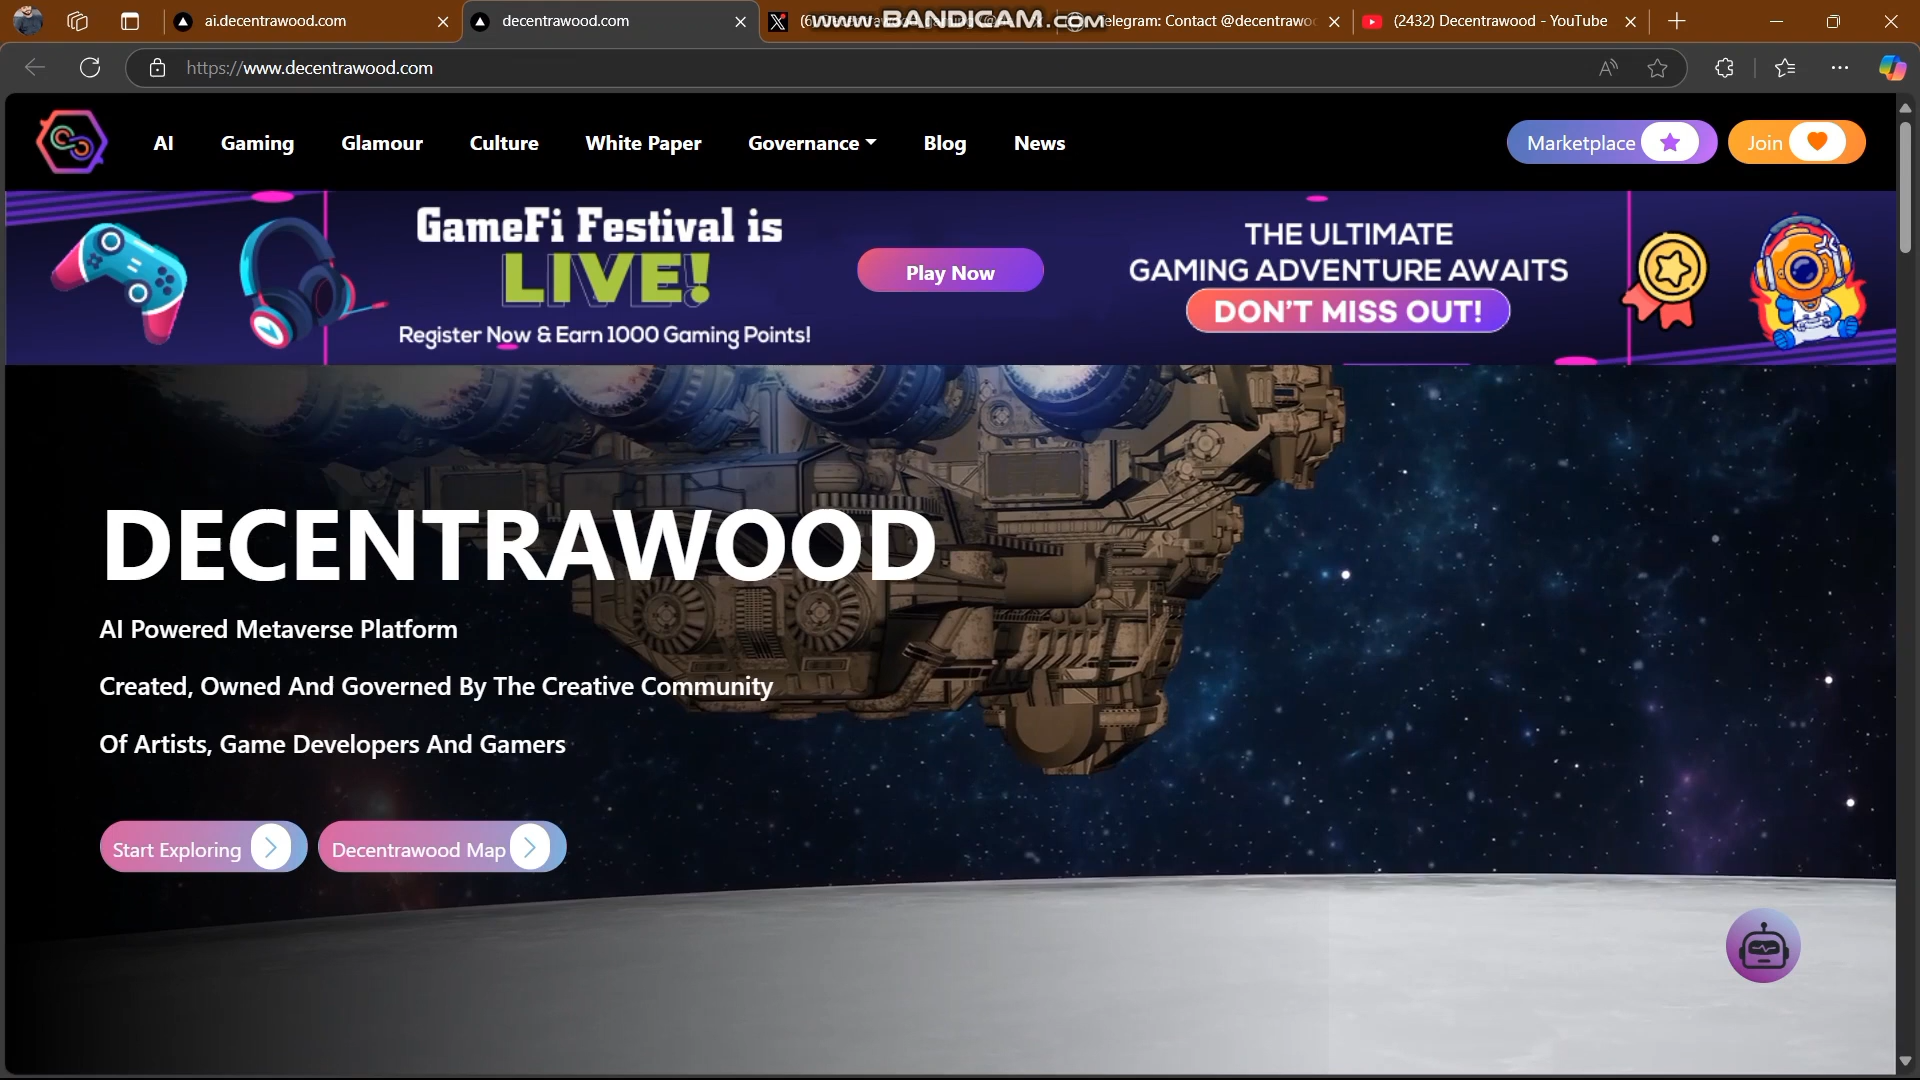 ai.decentrawood.com
decentrawood.com
www.BANDICAM.com
Telegram: Contact
(2432) Decentrawood - YouTube
https://www.decentrawood.com
AI
Gaming
Glamour
Culture
White Paper
Governance
Blog
News
Marketplace
Join
GameFi Festival is
LIVE!
Register Now & Earn 1000 Gaming Points!
Play Now
THE ULTIMATE
GAMING ADVENTURE AWAITS
DON'T MISS OUT!
DECENTRAWOOD
AI Powered Metaverse Platform
Created, Owned And Governed By The Creative Community
Of Artists, Game Developers And Gamers
Start Exploring
Decentrawood Map